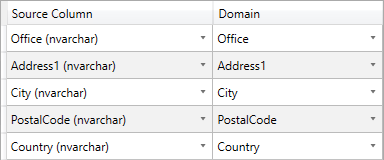 Source Column Domain
Office (nvarchar) Office
Address1 (nvarchar) Address1
City (nvarchar) City
PostalCode (nvarchar) PostalCode
Country (nvarchar) Country